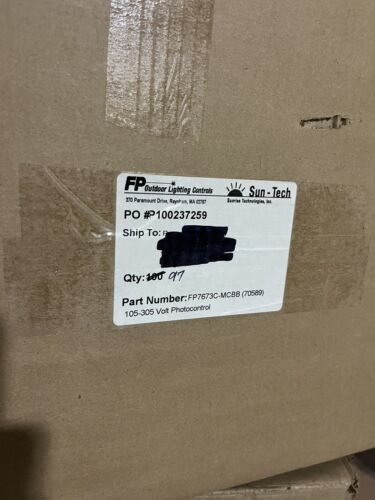 FP Outdoor Lighting Controls
Sun-Tech
Sunrise Technologies, Inc.
370 Paramount Drive, Raynham, MA 02767
PO #P100237259
Ship To:
Qty: 100 97
Part Number: FP7673C-MCBB (70589)
105-305 Volt Photocontrol